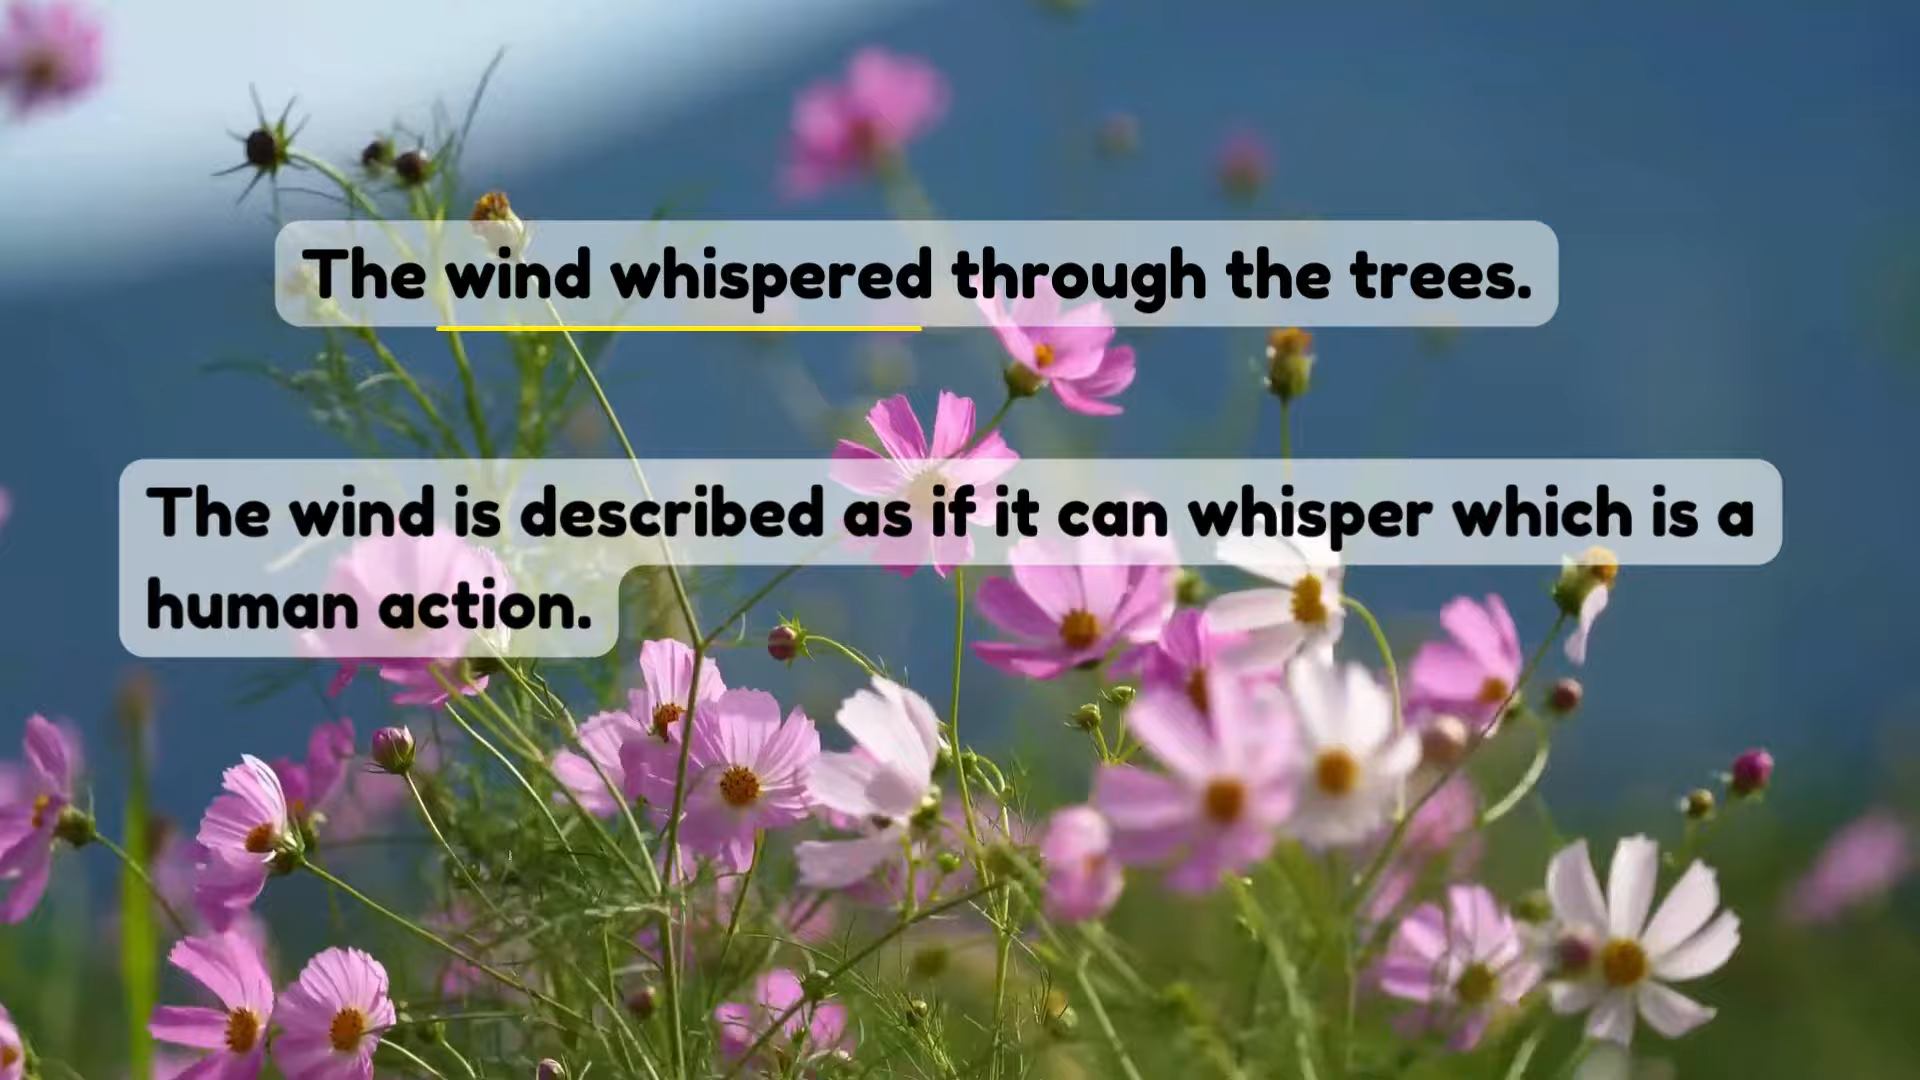 The wind whispered through the trees.
The wind is described as if it can whisper which is a
human action.